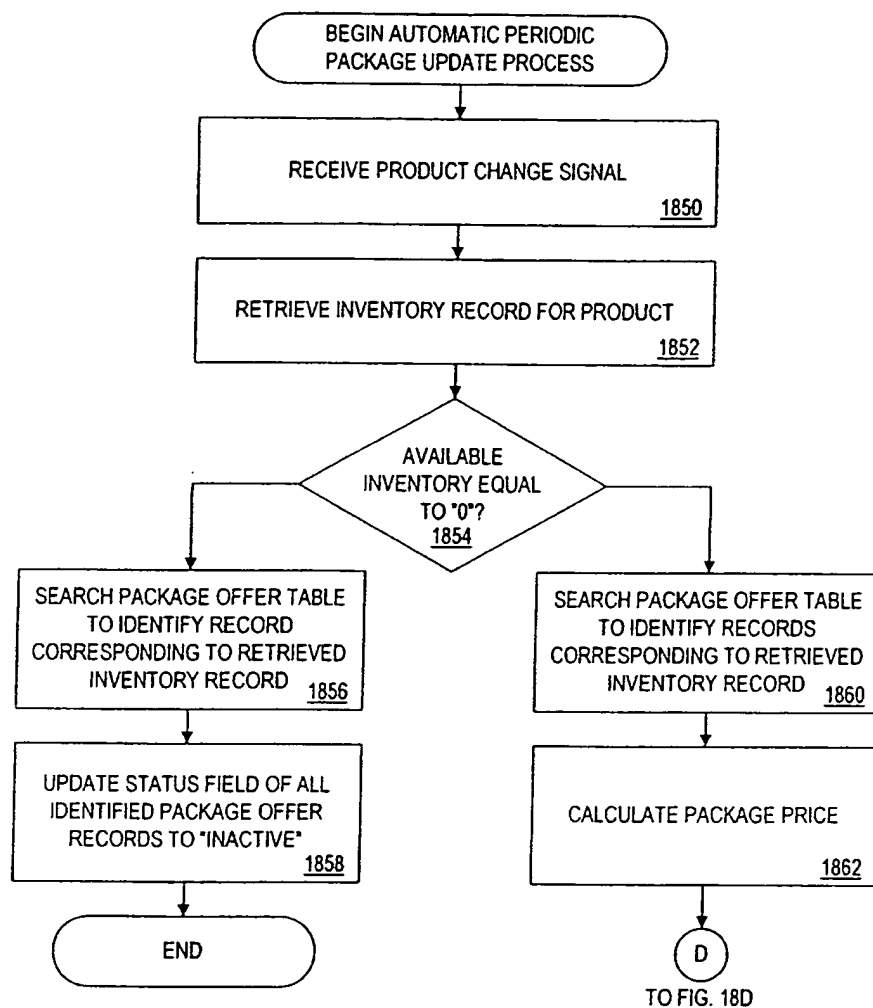 BEGIN AUTOMATIC PERIODIC
PACKAGE UPDATE PROCESS
RECEIVE PRODUCT CHANGE SIGNAL
1850
RETRIEVE INVENTORY RECORD FOR PRODUCT
1852
AVAILABLE
INVENTORY EQUAL
TO "0"?
1854
SEARCH PACKAGE OFFER TABLE
TO IDENTIFY RECORD
CORRESPONDING TO RETRIEVED
INVENTORY RECORD
1856
UPDATE STATUS FIELD OF ALL
IDENTIFIED PACKAGE OFFER
RECORDS TO "INACTIVE"
1858
END
SEARCH PACKAGE OFFER TABLE
TO IDENTIFY RECORDS
CORRESPONDING TO RETRIEVED
INVENTORY RECORD
1860
CALCULATE PACKAGE PRICE
1862
D
TO FIG. 18D